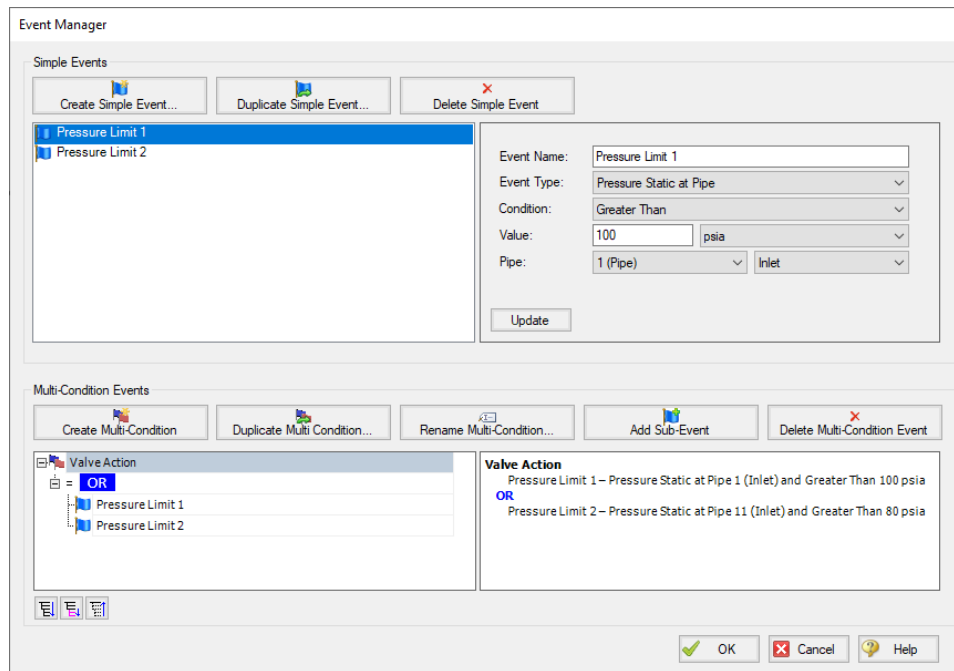 Event Manager
Simple Events
Create Simple Event...
Duplicate Simple Event...
Delete Simple Event
Pressure Limit 1
Pressure Limit 2
Event Name: Pressure Limit 1
Event Type: Pressure Static at Pipe
Condition: Greater Than
Value: 100 psia
Pipe: 1 (Pipe) Inlet
Update
Multi-Condition Events
Create Multi-Condition
Duplicate Multi Condition...
Rename Multi-Condition...
Add Sub-Event
Delete Multi-Condition Event
Valve Action
= OR
Pressure Limit 1
Pressure Limit 2
Valve Action
Pressure Limit 1 – Pressure Static at Pipe 1 (Inlet) and Greater Than 100 psia
OR
Pressure Limit 2 – Pressure Static at Pipe 11 (Inlet) and Greater Than 80 psia
OK
Cancel
Help